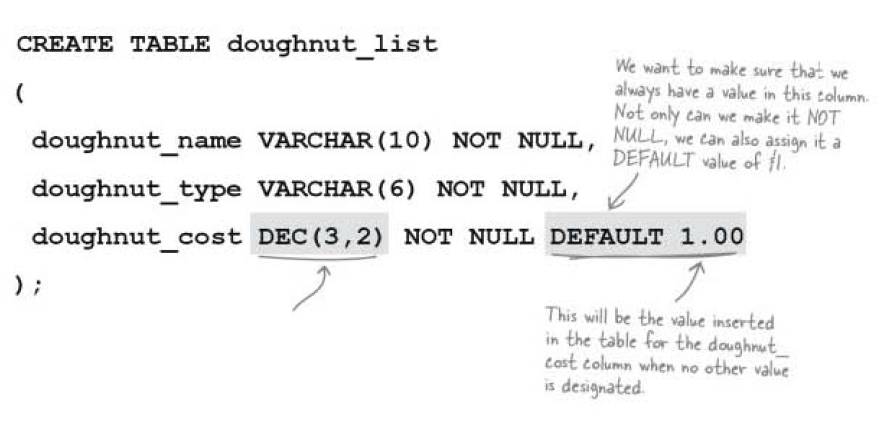 CREATE TABLE doughnut_list
(
doughnut_name VARCHAR(10) NOT NULL,
doughnut_type VARCHAR(6) NOT NULL,
doughnut_cost DEC(3,2) NOT NULL DEFAULT 1.00
);
We want to make sure that we
always have a value in this column.
Not only can we make it NOT
NULL, we can also assign it a
DEFAULT value of $1.
This will be the value inserted
in the table for the doughnut_
cost column when no other value
is designated.